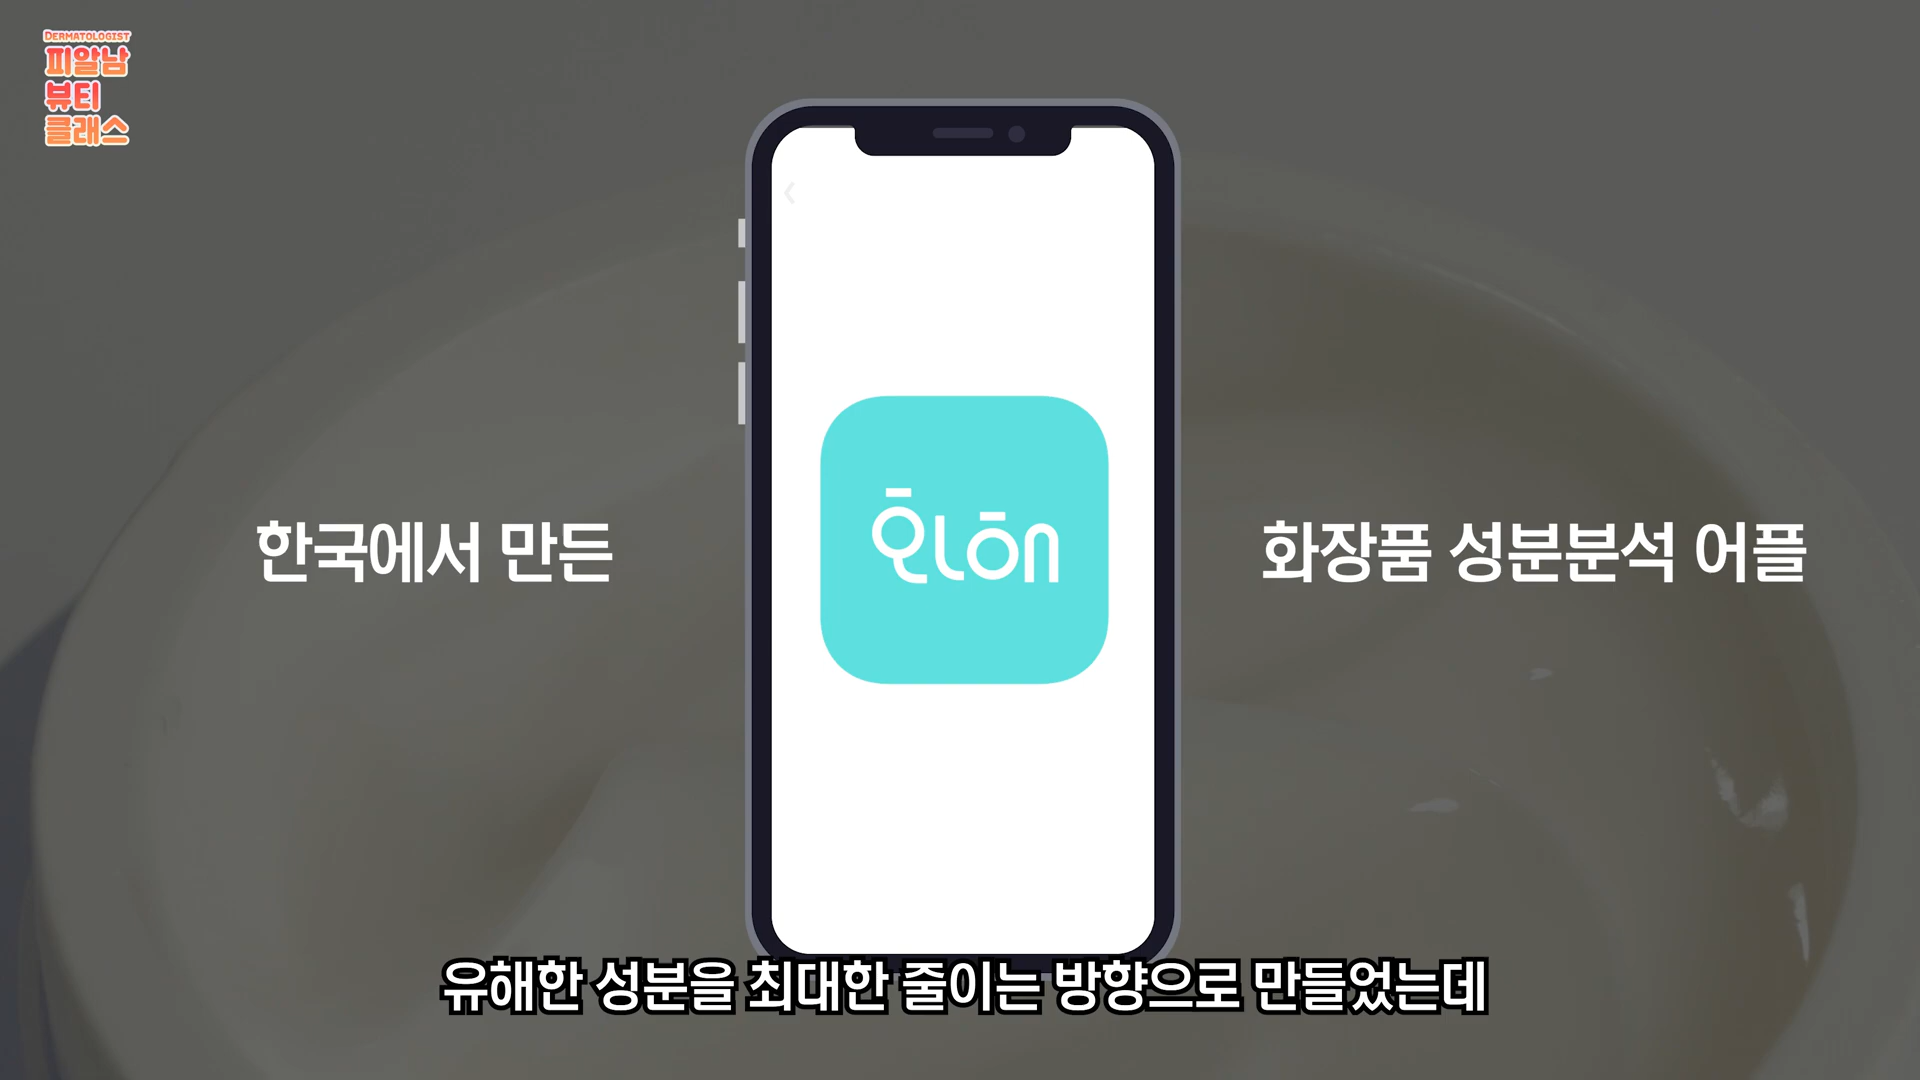 DERMATOLOGIST
피알남
뷰티
클래스
한국에서 만든
화장품 성분분석 어플
유해한 성분을 최대한 줄이는 방향으로 만들었는데